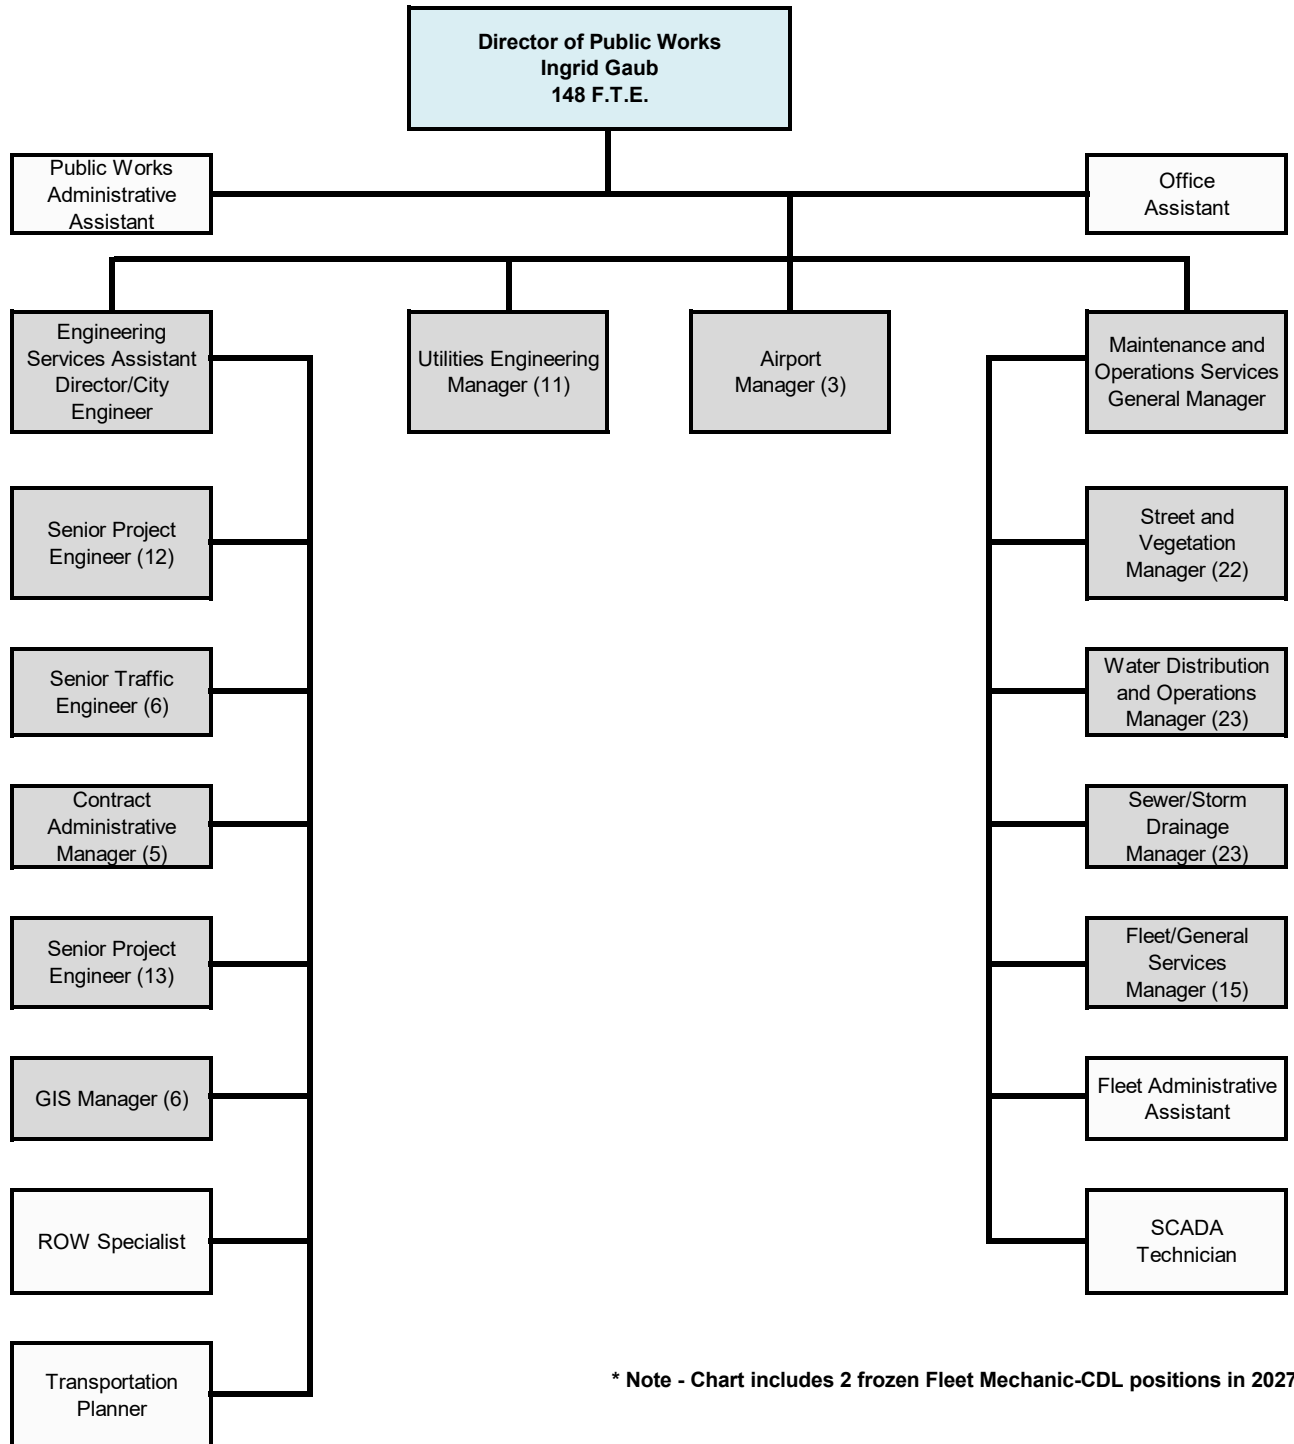 Director of Public Works
Ingrid Gaub
148 F.T.E.
Public Works
Administrative
Assistant
Office
Assistant
Engineering
Services Assistant
Director/City
Engineer
Utilities Engineering
Manager (11)
Airport
Manager (3)
Maintenance and
Operations Services
General Manager
Senior Project
Engineer (12)
Street and
Vegetation
Manager (22)
Senior Traffic
Engineer (6)
Water Distribution
and Operations
Manager (23)
Contract
Administrative
Manager (5)
Sewer/Storm
Drainage
Manager (23)
Senior Project
Engineer (13)
Fleet/General
Services
Manager (15)
GIS Manager (6)
Fleet Administrative
Assistant
ROW Specialist
SCADA
Technician
Transportation
Planner
* Note - Chart includes 2 frozen Fleet Mechanic-CDL positions in 2027